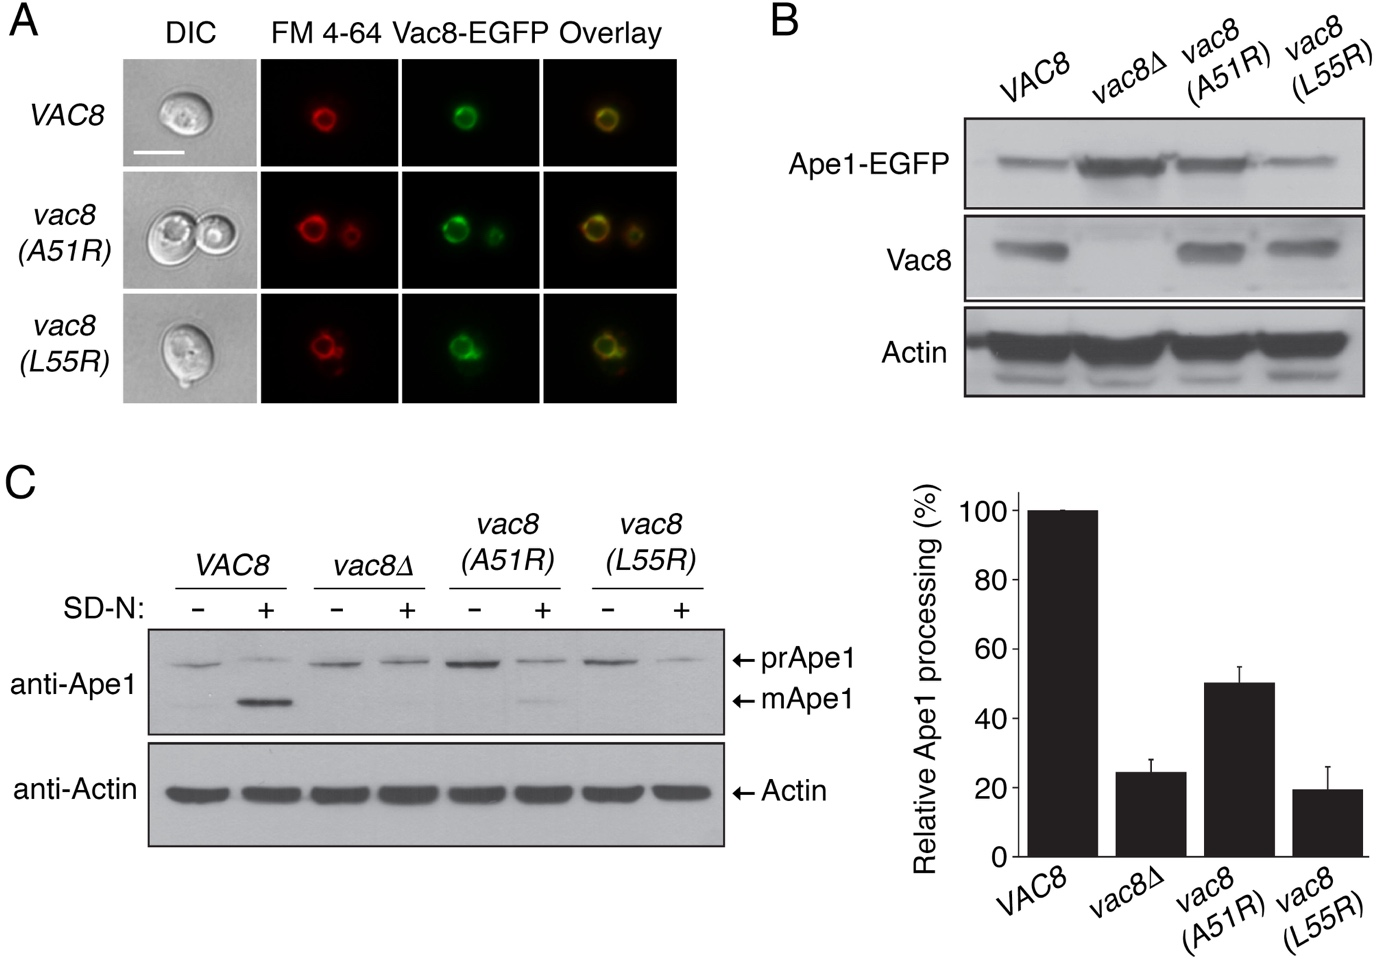 A
DIC FM 4-64 Vac8-EGFP Overlay
VAC8
vac8
(A51R)
vac8
(L55R)
B
VAC8 vac8Δ vac8 (A51R) vac8 (L55R)
Ape1-EGFP
Vac8
Actin
C
VAC8 vac8Δ vac8 (A51R) vac8 (L55R)
SD-N: - + - + - + - +
anti-Ape1
prApe1
mApe1
anti-Actin
Actin
Relative Ape1 processing (%)
100
80
60
40
20
0
VAC8 vac8Δ vac8 (A51R) vac8 (L55R)